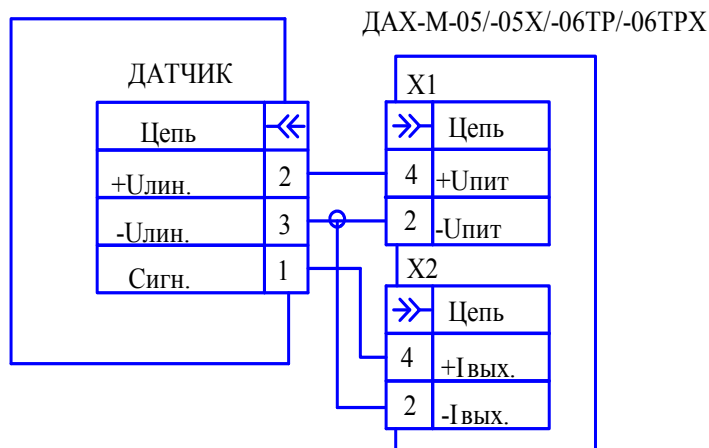 ДАХ-М-05/-05Х/-06ТР/-06ТРХ
ДАТЧИК
Цепь
+Uлин. 2
-Uлин. 3
Сигн. 1
X1
Цепь
4 +Uпит
2 -Uпит
X2
Цепь
4 +Iвых.
2 -Iвых.